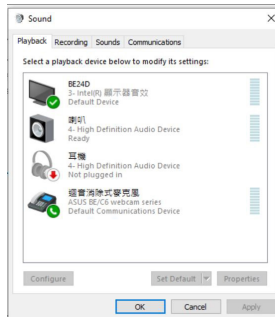 Sound
Playback Recording Sounds Communications
Select a playback device below to modify its settings:
BE24D
3- Intel(R) 顯示器音效
Default Device
喇叭
4- High Definition Audio Device
Ready
耳機
4- High Definition Audio Device
Not plugged in
迴音消除式麥克風
ASUS BE/C6 webcam series
Default Communications Device
Configure Set Default Properties
OK Cancel Apply